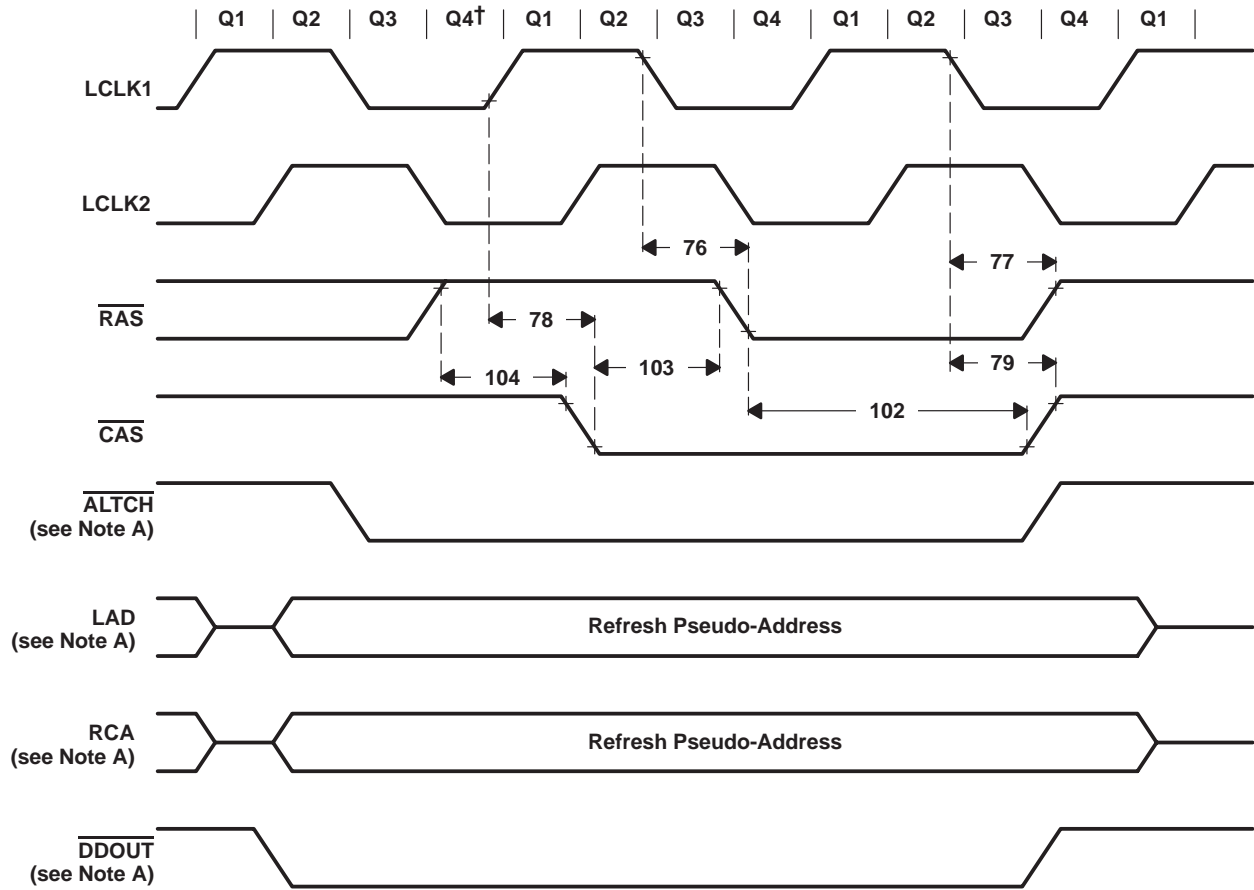 Q1 Q2 Q3 Q4† Q1 Q2 Q3 Q4 Q1 Q2 Q3 Q4 Q1
LCLK1
LCLK2
76
77
RAS
78
103
79
104
102
CAS
ALTCH
(see Note A)
LAD
(see Note A)
Refresh Pseudo-Address
RCA
(see Note A)
Refresh Pseudo-Address
DDOUT
(see Note A)